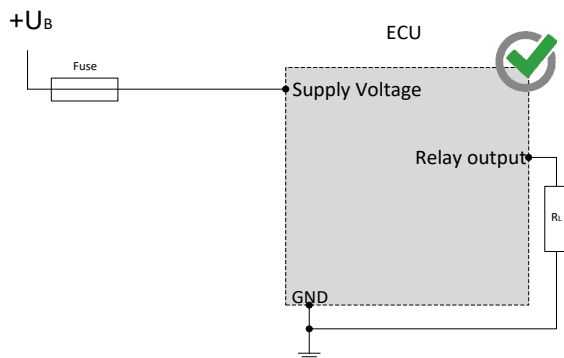 +UB
ECU
Fuse
Supply Voltage
Relay output
RL
GND